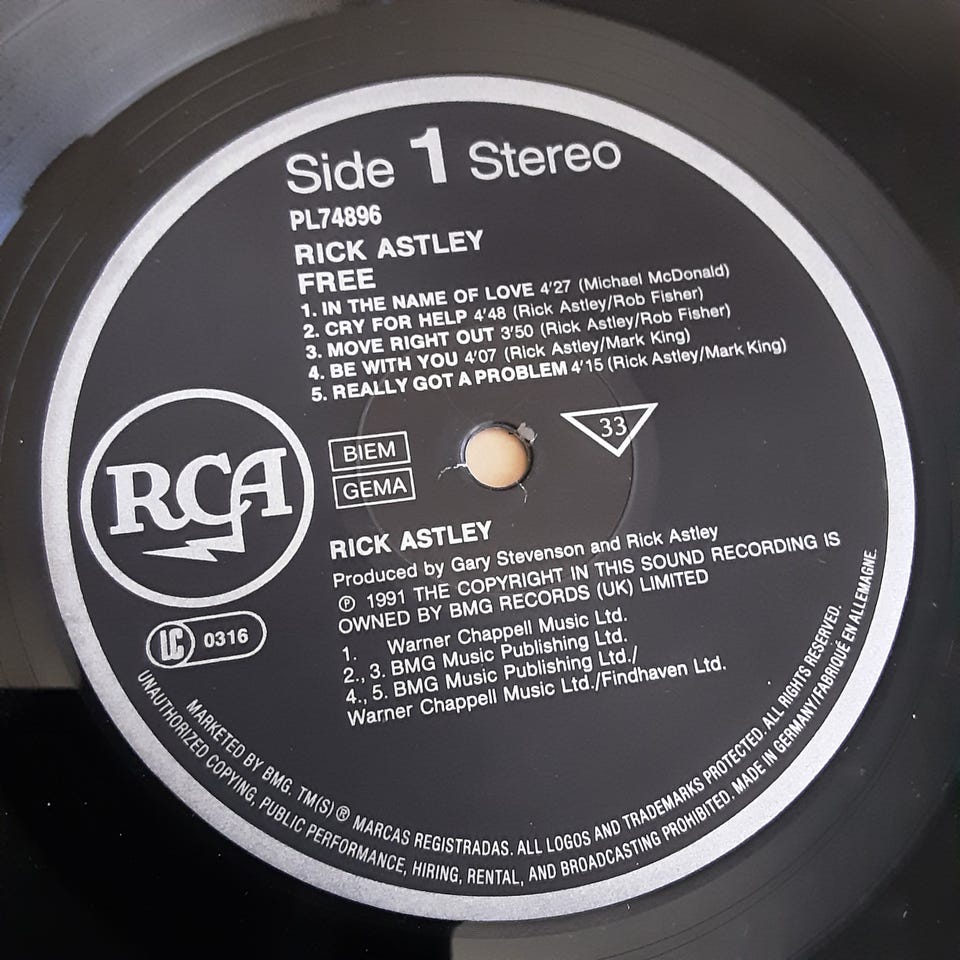 Side 1 Stereo
PL74896
RICK ASTLEY
FREE
1. IN THE NAME OF LOVE 4'27 (Michael McDonald)
2. CRY FOR HELP 4'48 (Rick Astley/Rob Fisher)
3. MOVE RIGHT OUT 3'50 (Rick Astley/Rob Fisher)
4. BE WITH YOU 4'07 (Rick Astley/Mark King)
5. REALLY GOT A PROBLEM 4'15 (Rick Astley/Mark King)
33
BIEM
GEMA
RCA
LC 0316
RICK ASTLEY
Produced by Gary Stevenson and Rick Astley
℗ 1991 THE COPYRIGHT IN THIS SOUND RECORDING IS
OWNED BY BMG RECORDS (UK) LIMITED
1. Warner Chappell Music Ltd.
2., 3. BMG Music Publishing Ltd.
4., 5. BMG Music Publishing Ltd./
Warner Chappell Music Ltd./Findhaven Ltd.
MARKETED BY BMG. TM(S) ® MARCAS REGISTRADAS. ALL LOGOS AND TRADEMARKS PROTECTED. ALL RIGHTS RESERVED.
UNAUTHORIZED COPYING, PUBLIC PERFORMANCE, HIRING, RENTAL, AND BROADCASTING PROHIBITED. MADE IN GERMANY/FABRIQUÉ EN ALLEMAGNE.